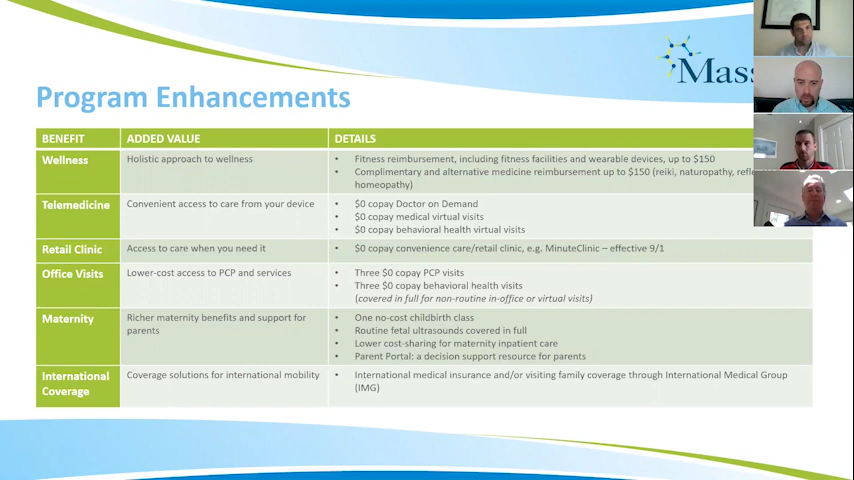 Mass
Program Enhancements
BENEFIT
ADDED VALUE
DETAILS
Wellness
Holistic approach to wellness
• Fitness reimbursement, including fitness facilities and wearable devices, up to $150
• Complimentary and alternative medicine reimbursement up to $150 (reiki, naturopathy, refle
homeopathy)
Telemedicine
Convenient access to care from your device
• $0 copay Doctor on Demand
• $0 copay medical virtual visits
• $0 copay behavioral health virtual visits
Retail Clinic
Access to care when you need it
• $0 copay convenience care/retail clinic, e.g. MinuteClinic – effective 9/1
Office Visits
Lower-cost access to PCP and services
• Three $0 copay PCP visits
• Three $0 copay behavioral health visits
(covered in full for non-routine in-office or virtual visits)
Maternity
Richer maternity benefits and support for
parents
• One no-cost childbirth class
• Routine fetal ultrasounds covered in full
• Lower cost-sharing for maternity inpatient care
• Parent Portal: a decision support resource for parents
International
Coverage
Coverage solutions for international mobility
• International medical insurance and/or visiting family coverage through International Medical Group
(IMG)